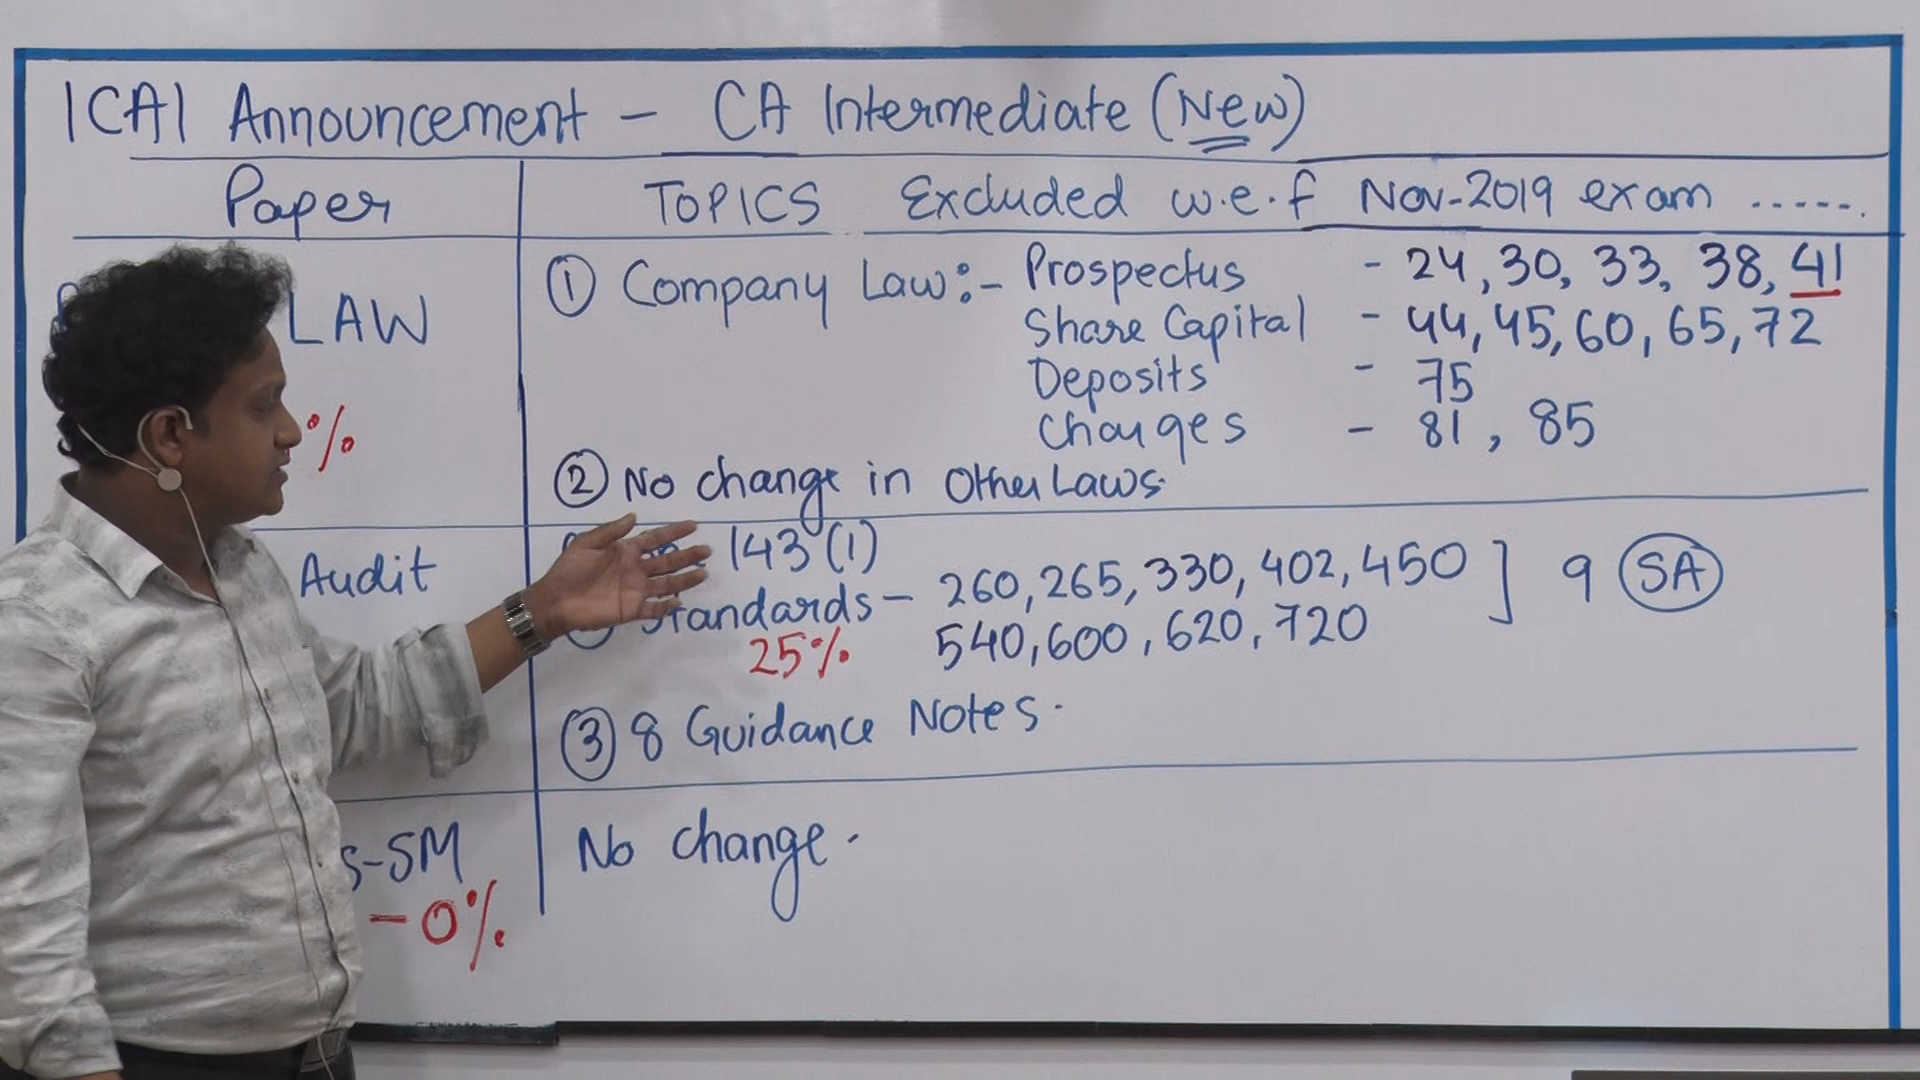 ICAI Announcement - CA Intermediate (New)
Paper TOPICS Excluded w.e.f Nov-2019 exam ......
LAW
%
① Company Law:- Prospectus - 24, 30, 33, 38, 41
Share Capital - 44, 45, 60, 65, 72
Deposits - 75
Charges - 81, 85
② No change in Other Laws.
Audit
143 (1)
Standards - 260, 265, 330, 402, 450 ] 9 SA
540, 600, 620, 720
25%
③ 8 Guidance Notes.
S-SM
- 0%
No change.